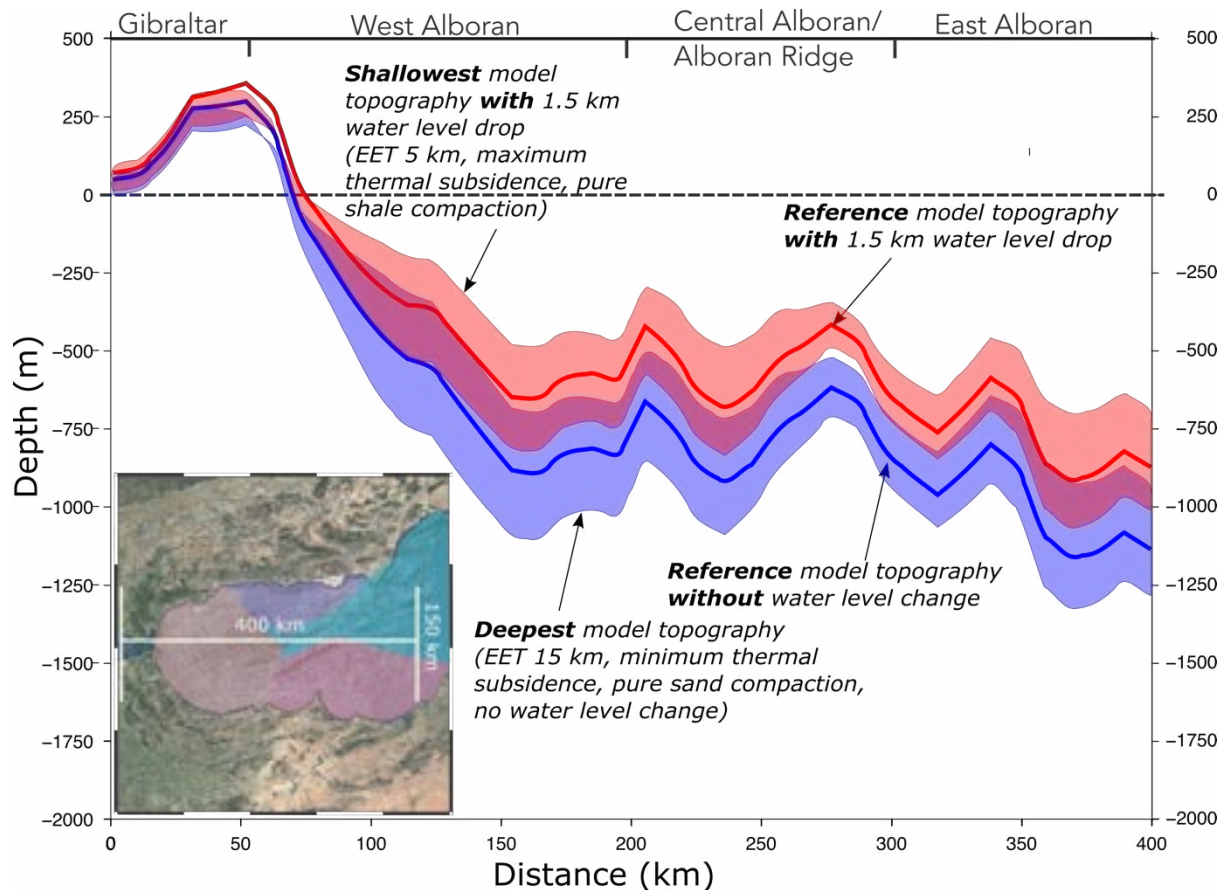 Gibraltar
West Alboran
Central Alboran/
Alboran Ridge
East Alboran
500
250
0
−250
−500
−750
−1000
−1250
−1500
−1750
−2000
Depth (m)
500
250
0
−250
−500
−750
−1000
−1250
−1500
−1750
−2000
Shallowest model
topography with 1.5 km
water level drop
(EET 5 km, maximum
thermal subsidence, pure
shale compaction)
Reference model topography
with 1.5 km water level drop
Reference model topography
without water level change
Deepest model topography
(EET 15 km, minimum thermal
subsidence, pure sand compaction,
no water level change)
400 km
150 km
0
50
100
150
200
250
300
350
400
Distance (km)